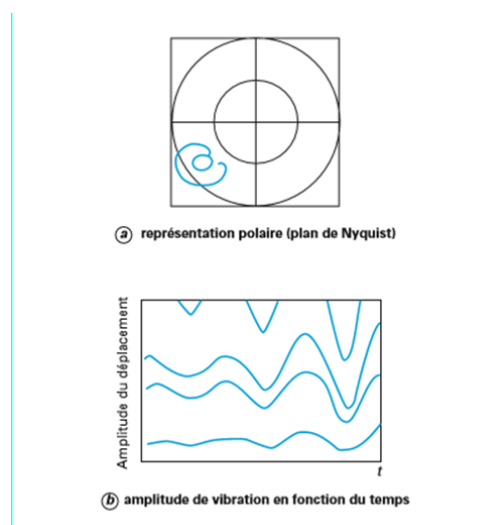 a représentation polaire (plan de Nyquist)
Amplitude du déplacement
t
b amplitude de vibration en fonction du temps